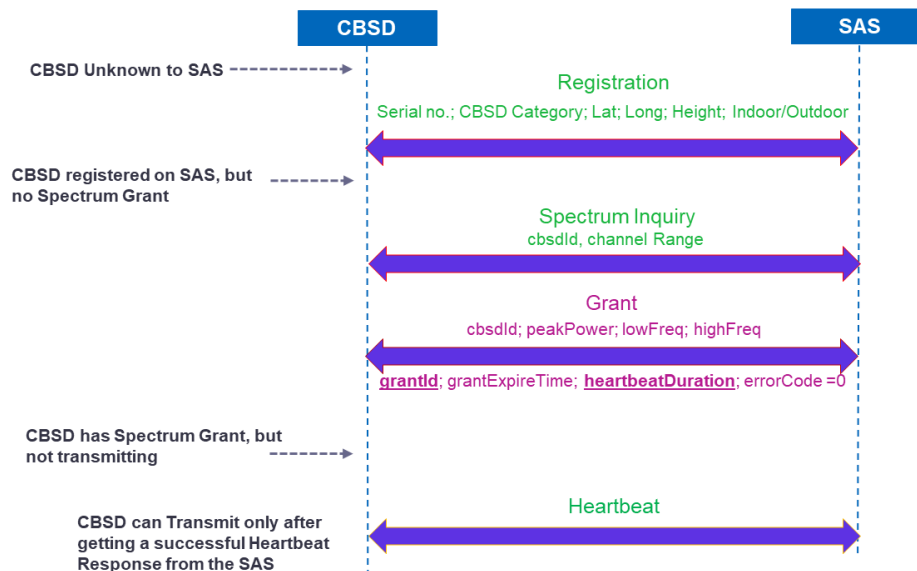 CBSD
SAS
CBSD Unknown to SAS
Registration
Serial no.; CBSD Category; Lat; Long; Height; Indoor/Outdoor
CBSD registered on SAS, but
no Spectrum Grant
Spectrum Inquiry
cbsdId, channel Range
Grant
cbsdId; peakPower; lowFreq; highFreq
grantId; grantExpireTime; heartbeatDuration; errorCode =0
CBSD has Spectrum Grant, but
not transmitting
Heartbeat
CBSD can Transmit only after
getting a successful Heartbeat
Response from the SAS